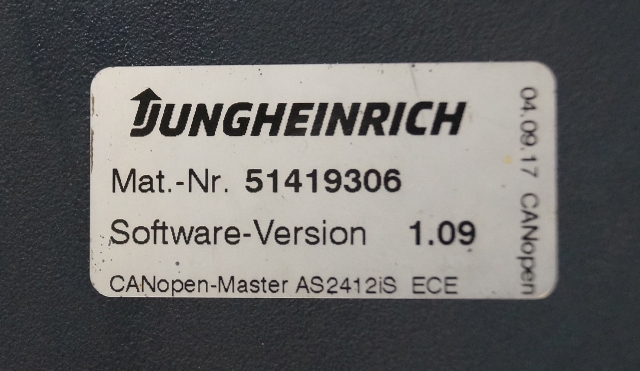 JUNGHEINRICH
Mat.-Nr. 51419306
Software-Version 1.09
CANopen-Master AS2412iS ECE
04.09.17 CANopen